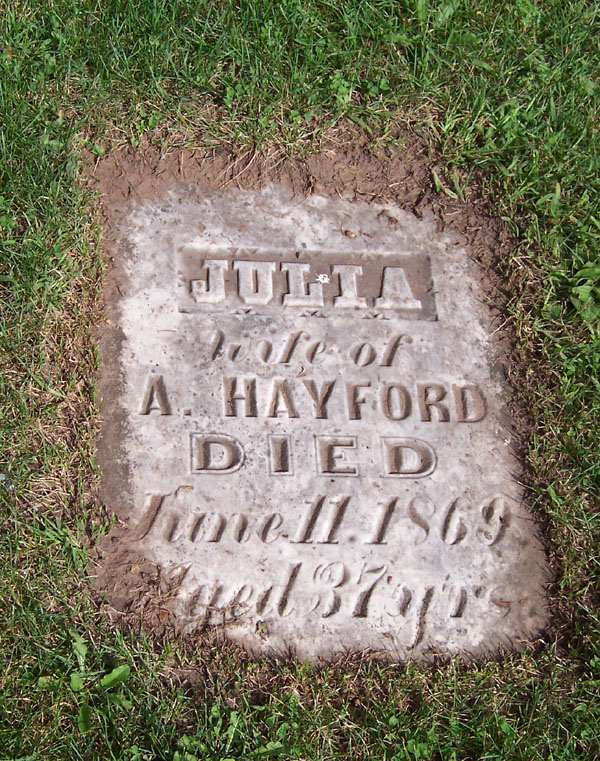 JULIA
wife of
A. HAYFORD
DIED
June 11. 1869
Aged 37 yrs.